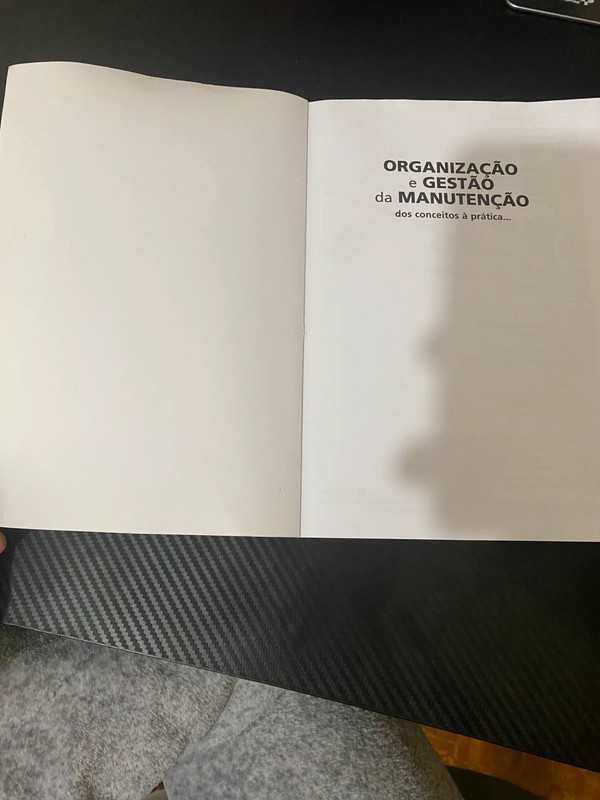 ORGANIZAÇÃO
e GESTÃO
da MANUTENÇÃO
dos conceitos à prática...